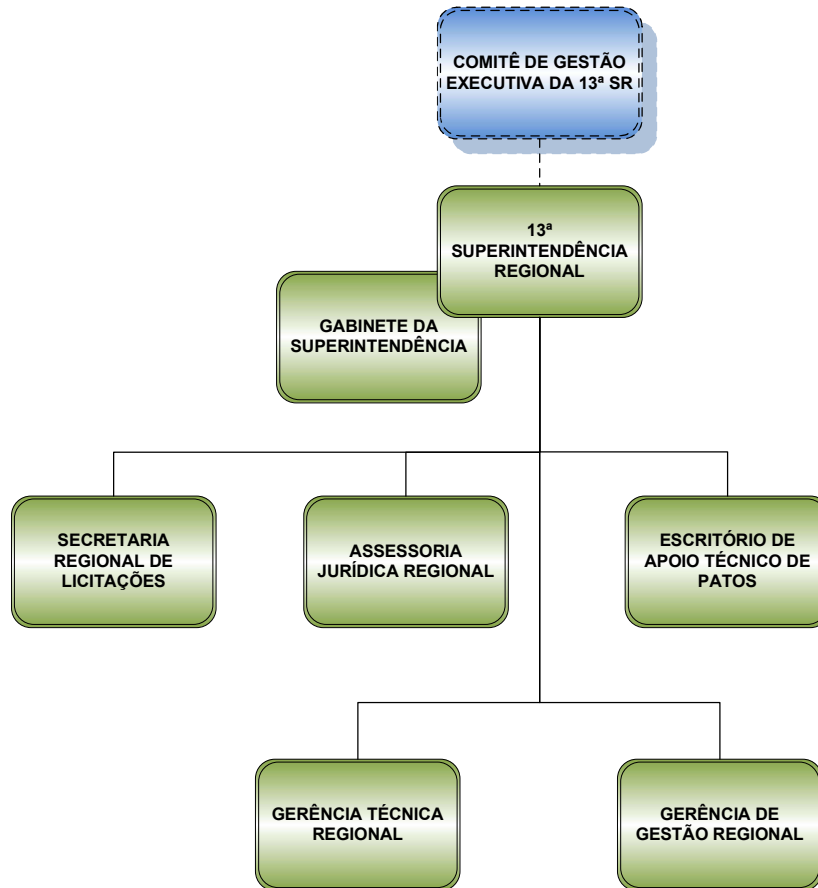 COMITÊ DE GESTÃO
EXECUTIVA DA 13ª SR
13ª
SUPERINTENDÊNCIA
REGIONAL
GABINETE DA
SUPERINTENDÊNCIA
SECRETARIA
REGIONAL DE
LICITAÇÕES
ASSESSORIA
JURÍDICA REGIONAL
ESCRITÓRIO DE
APOIO TÉCNICO DE
PATOS
GERÊNCIA TÉCNICA
REGIONAL
GERÊNCIA DE
GESTÃO REGIONAL